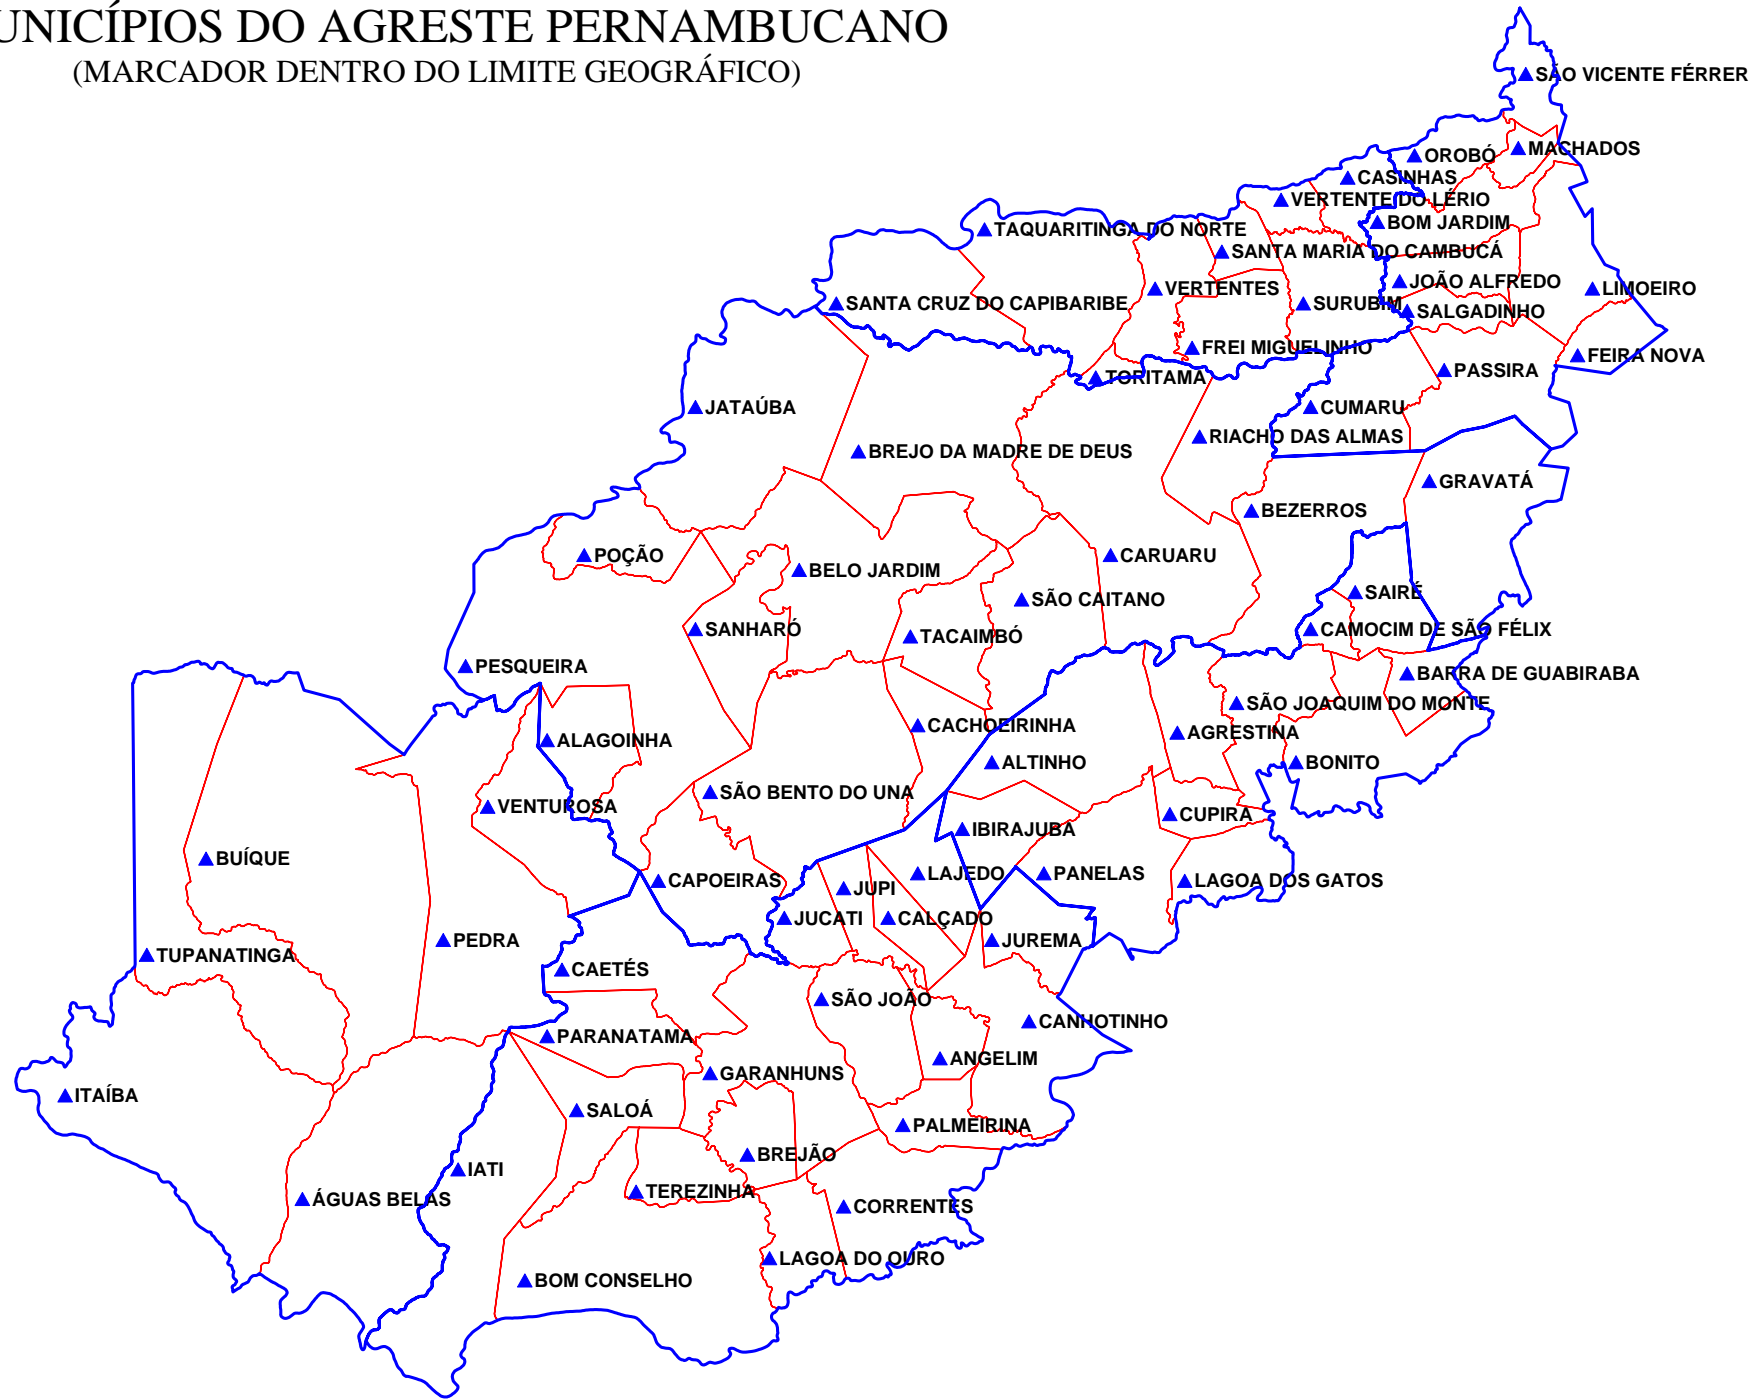 UNICÍPIOS DO AGRESTE PERNAMBUCANO
(MARCADOR DENTRO DO LIMITE GEOGRÁFICO)
SÃO VICENTE FÉRRER
MACHADOS
OROBÓ
CASINHAS
VERTENTE DO LÉRIO
BOM JARDIM
TAQUARITINGA DO NORTE
SANTA MARIA DO CAMBUCÁ
JOÃO ALFREDO
VERTENTES
LIMOEIRO
SANTA CRUZ DO CAPIBARIBE
SURUBIM
SALGADINHO
FREI MIGUELINHO
FEIRA NOVA
PASSIRA
TORITAMA
JATAÚBA
CUMARU
RIACHO DAS ALMAS
BREJO DA MADRE DE DEUS
GRAVATÁ
BEZERROS
POÇÃO
CARUARU
BELO JARDIM
SAIRÉ
SÃO CAITANO
SANHARÓ
CAMOCIM DE SÃO FÉLIX
TACAIMBÓ
PESQUEIRA
BARRA DE GUABIRABA
SÃO JOAQUIM DO MONTE
CACHOEIRINHA
AGRESTINA
ALAGOINHA
ALTINHO
BONITO
SÃO BENTO DO UNA
VENTUROSA
CUPIRA
IBIRAJUBA
BUÍQUE
LAJEDO
PANELAS
CAPOEIRAS
LAGOA DOS GATOS
JUPI
JUCATI
CALÇADO
PEDRA
JUREMA
TUPANATINGA
CAETÉS
SÃO JOÃO
CANHOTINHO
PARANATAMA
ANGELIM
GARANHUNS
ITAÍBA
SALOÁ
PALMEIRINA
BREJÃO
IATI
TEREZINHA
ÁGUAS BELAS
CORRENTES
LAGOA DO OURO
BOM CONSELHO